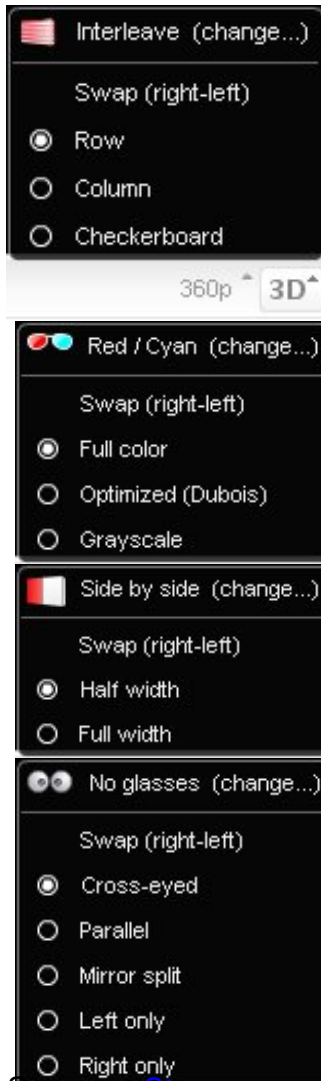 Interleave (change...)
Swap (right-left)
Row
Column
Checkerboard
360p 3D
Red / Cyan (change...)
Swap (right-left)
Full color
Optimized (Dubois)
Grayscale
Side by side (change...)
Swap (right-left)
Half width
Full width
No glasses (change...)
Swap (right-left)
Cross-eyed
Parallel
Mirror split
Left only
Right only